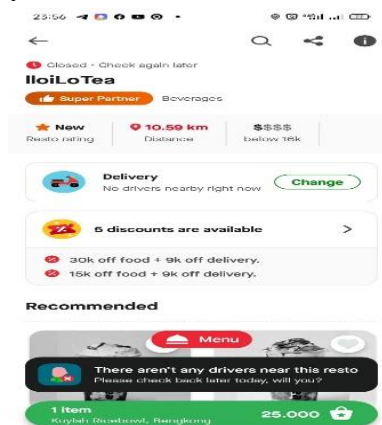 23:56
Closed - Check again later
lloiLoTea
Super Partner Beverages
New 10.59 km $$$$
Resto rating Distance below 16k
Delivery
No drivers nearby right now
Change
5 discounts are available
30k off food + 9k off delivery.
15k off food + 9k off delivery.
Recommended
Menu
There aren't any drivers near this resto
Please check back later today, will you?
1 item 25.000
Ricebowl,